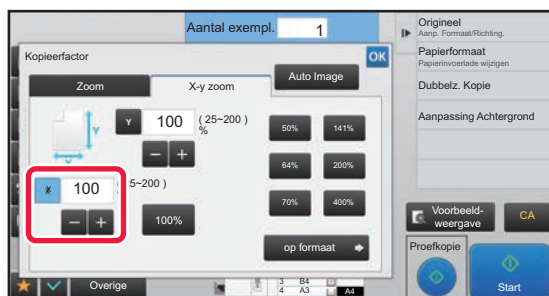 Aantal exempl. 1
Kopieerfactor
OK
Zoom
X-y zoom
Auto Image
Y
Y
100
( 25~200 )
%
50%
141%
64%
200%
X
100
5~200 )
70%
400%
100%
op formaat
Origineel
Aanp. Formaat/Richting.
Papierformaat
Papierinvoerlade wijzigen
Dubbelz. Kopie
Aanpassing Achtergrond
Voorbeeld-
weergave
CA
Proefkopie
Start
Overige
3 B4
4 A3
A4